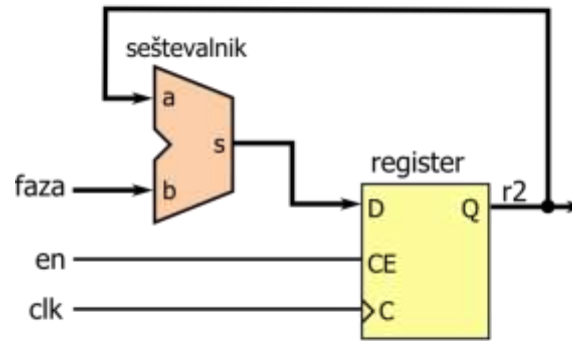 seštevalnik
a
s
register
faza
b
r2
D
Q
en
CE
clk
C